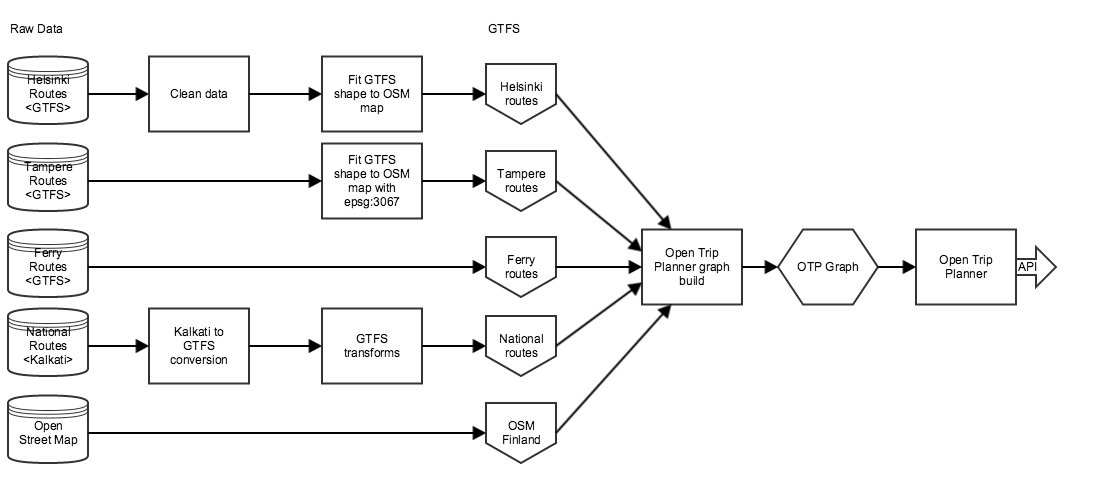 Raw Data
GTFS
Helsinki
Routes
<GTFS>
Clean data
Fit GTFS
shape to OSM
map
Helsinki
routes
Tampere
Routes
<GTFS>
Fit GTFS
shape to OSM
map with
epsg:3067
Tampere
routes
Ferry
Routes
<GTFS>
Ferry
routes
Open Trip
Planner graph
build
OTP Graph
Open Trip
Planner
API
National
Routes
<Kalkati>
Kalkati to
GTFS
conversion
GTFS
transforms
National
routes
Open
Street Map
OSM
Finland